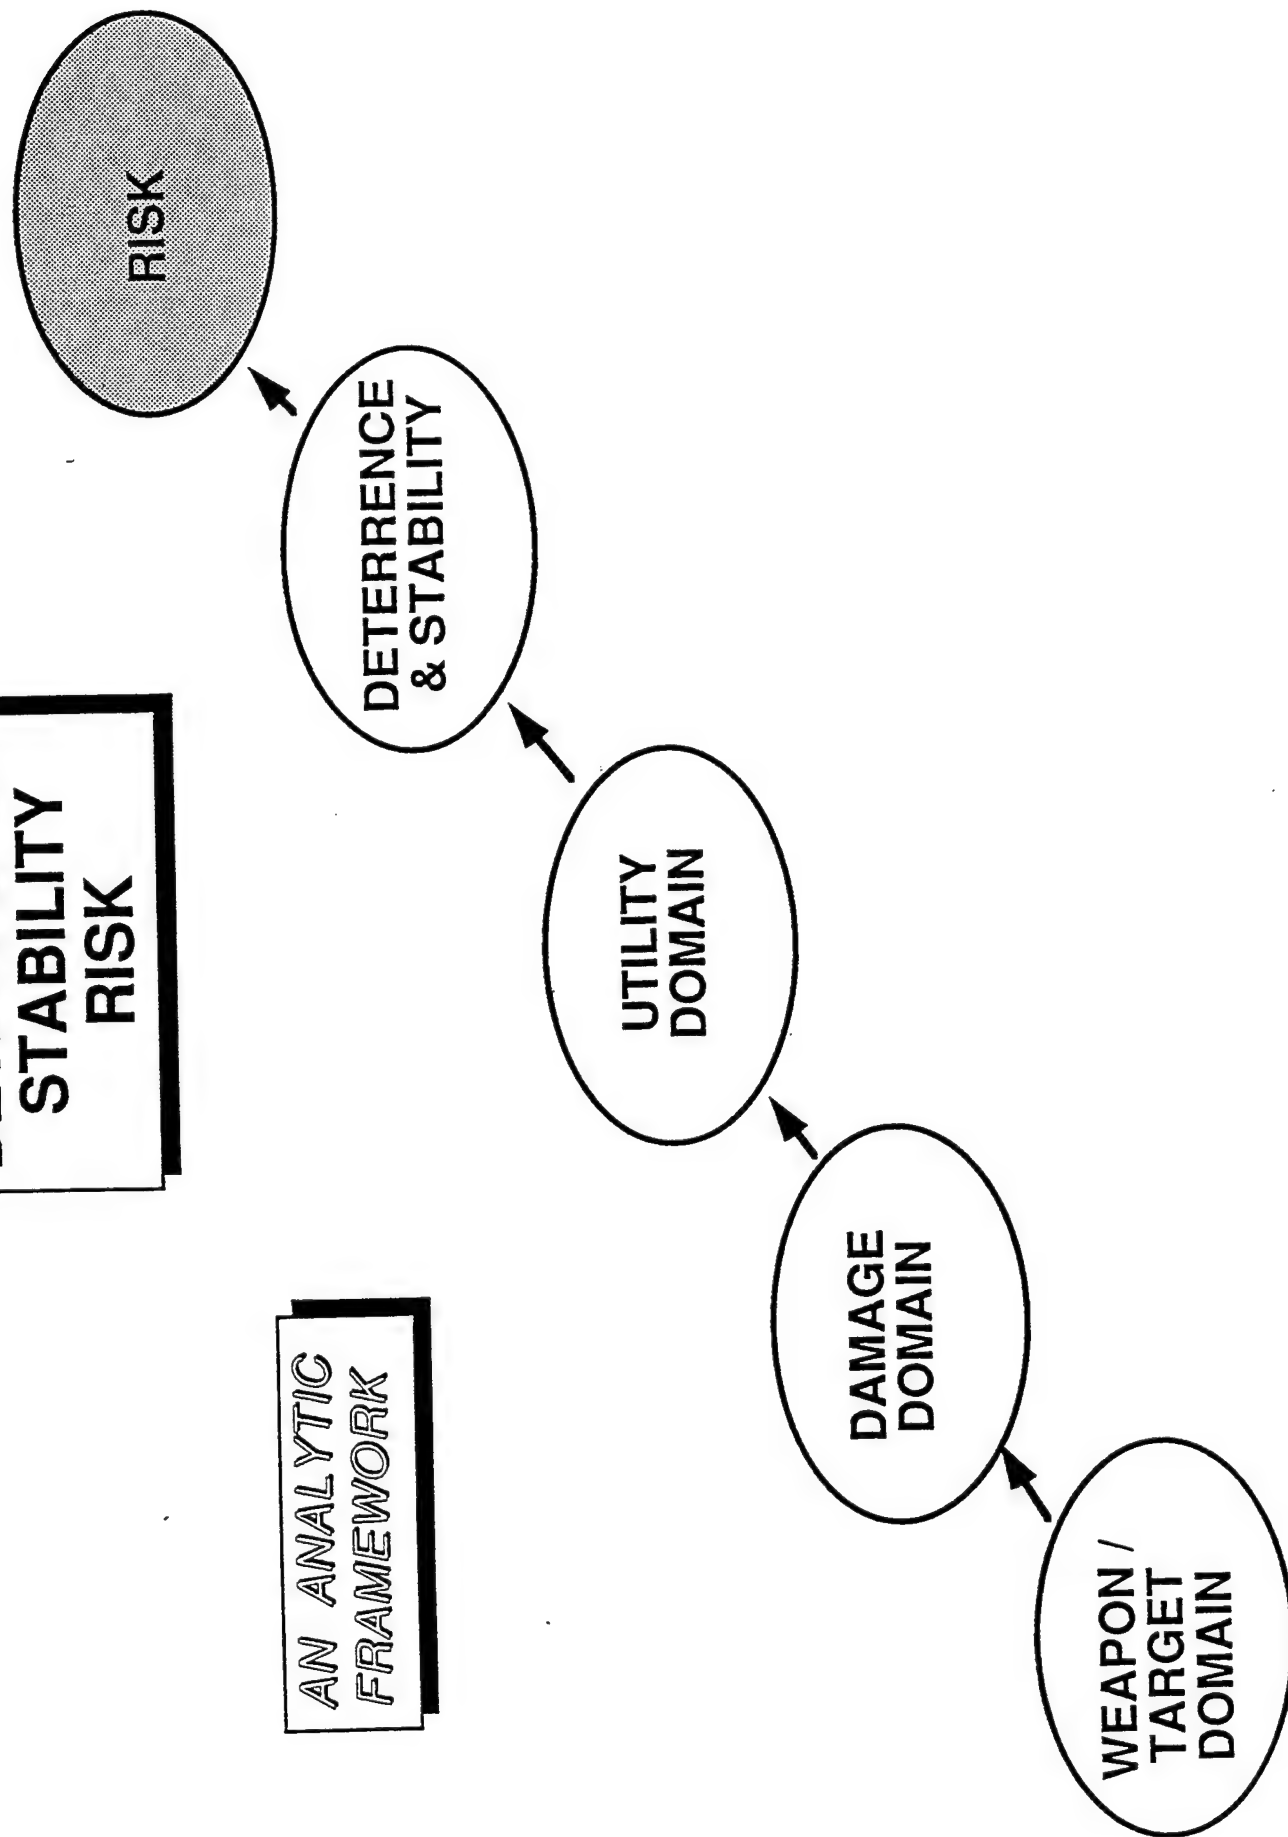 STABILITY
RISK
AN ANALYTIC
FRAMEWORK
RISK
DETERRENCE
& STABILITY
UTILITY
DOMAIN
DAMAGE
DOMAIN
WEAPON /
TARGET
DOMAIN